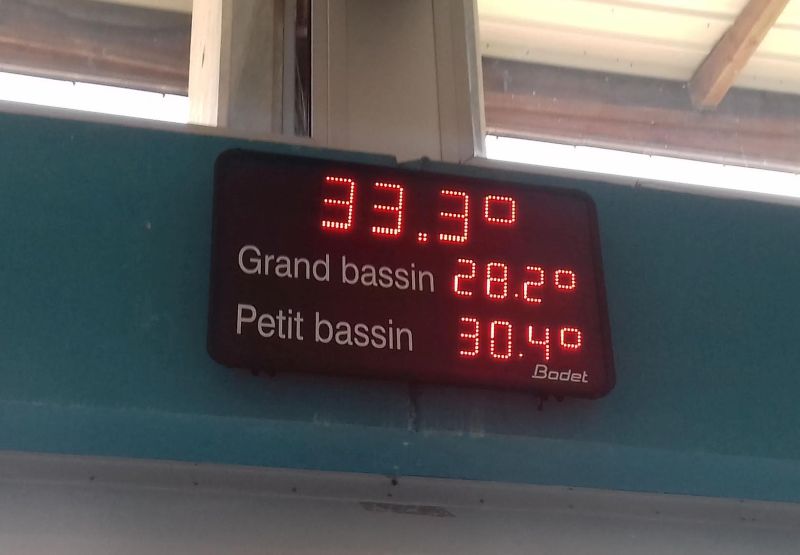 33.3°
Grand bassin 28.2°
Petit bassin 30.4°
Bodet